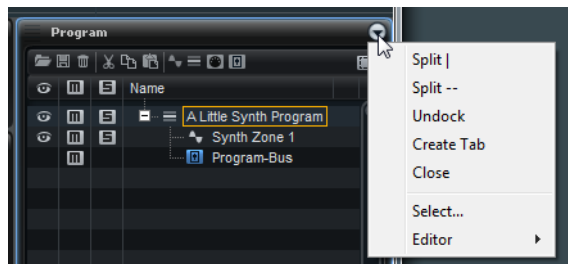 Program
Split |
Split --
Undock
Create Tab
Close
Select...
Editor
M S Name
M S A Little Synth Program
M S Synth Zone 1
M Program-Bus